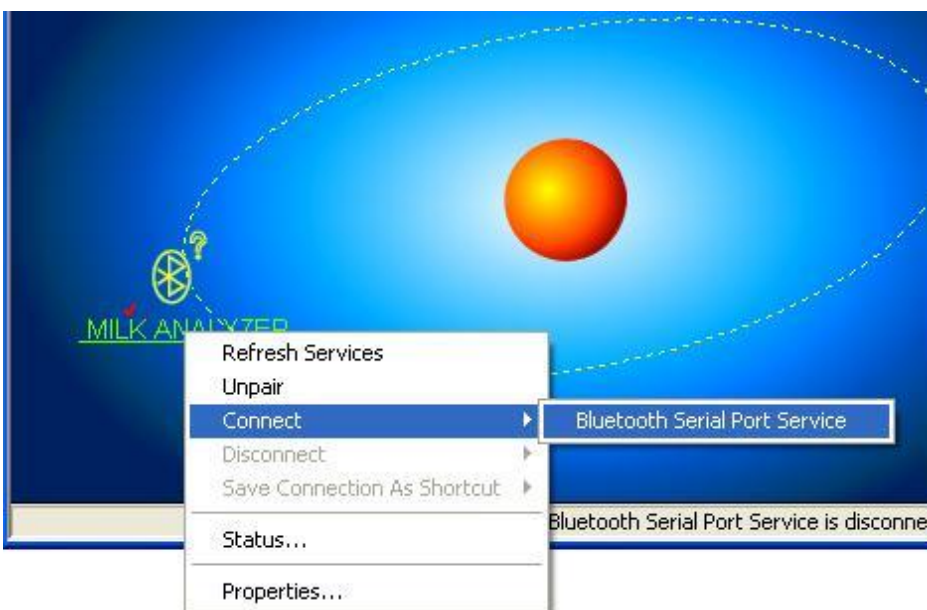 MILK ANALYZER
Refresh Services
Unpair
Connect
Bluetooth Serial Port Service
Disconnect
Save Connection As Shortcut
Bluetooth Serial Port Service is disconne
Status...
Properties...